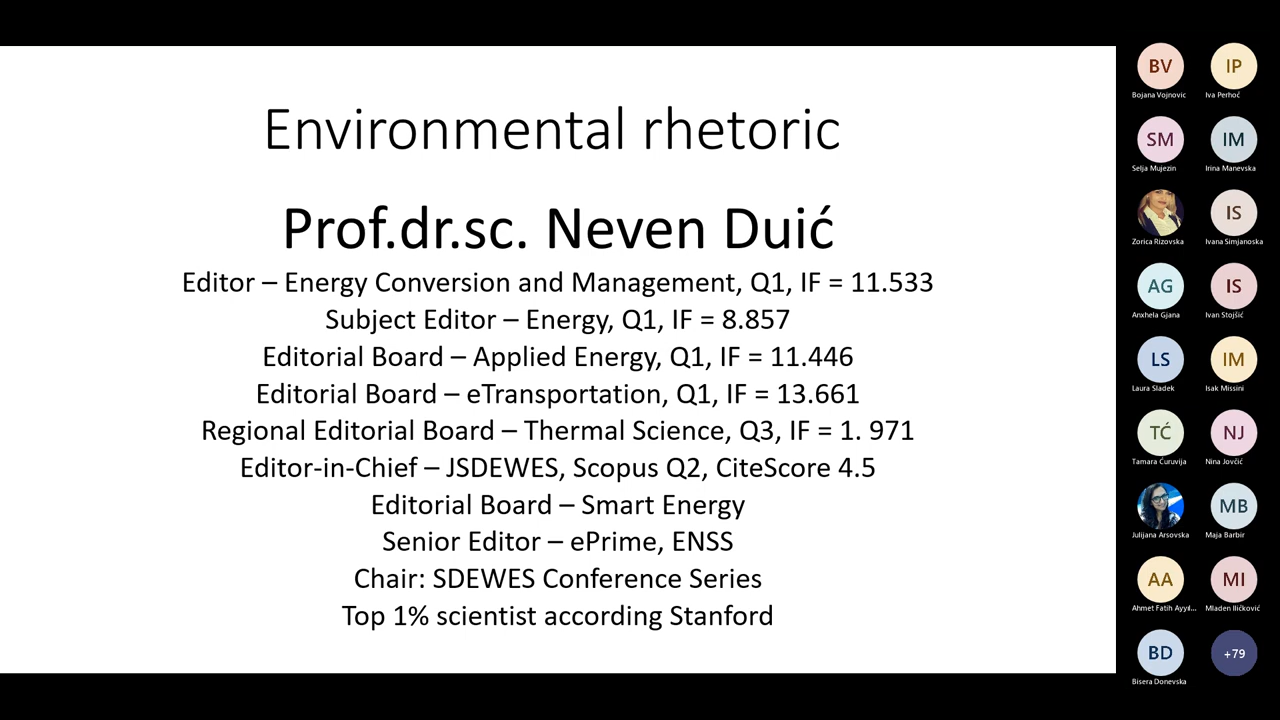 Environmental rhetoric
Prof.dr.sc. Neven Duić
Editor – Energy Conversion and Management, Q1, IF = 11.533
Subject Editor – Energy, Q1, IF = 8.857
Editorial Board – Applied Energy, Q1, IF = 11.446
Editorial Board – eTransportation, Q1, IF = 13.661
Regional Editorial Board – Thermal Science, Q3, IF = 1. 971
Editor-in-Chief – JSDEWES, Scopus Q2, CiteScore 4.5
Editorial Board – Smart Energy
Senior Editor – ePrime, ENSS
Chair: SDEWES Conference Series
Top 1% scientist according Stanford
BV IP
Bojana Vojnovic Iva Perhoč
SM IM
Selja Mujezin Irina Manevska
IS
Zorica Rizovska Ivana Simjanoska
AG IS
Anxhela Gjana Ivan Stojšić
LS IM
Laura Sladek Isak Missini
TĆ NJ
Tamara Ćuruvija Nina Jovčić
MB
Julijana Arsovska Maja Barbir
AA MI
Ahmet Fatih Ayyıl... Mladen Iličković
BD +79
Bisera Donevska